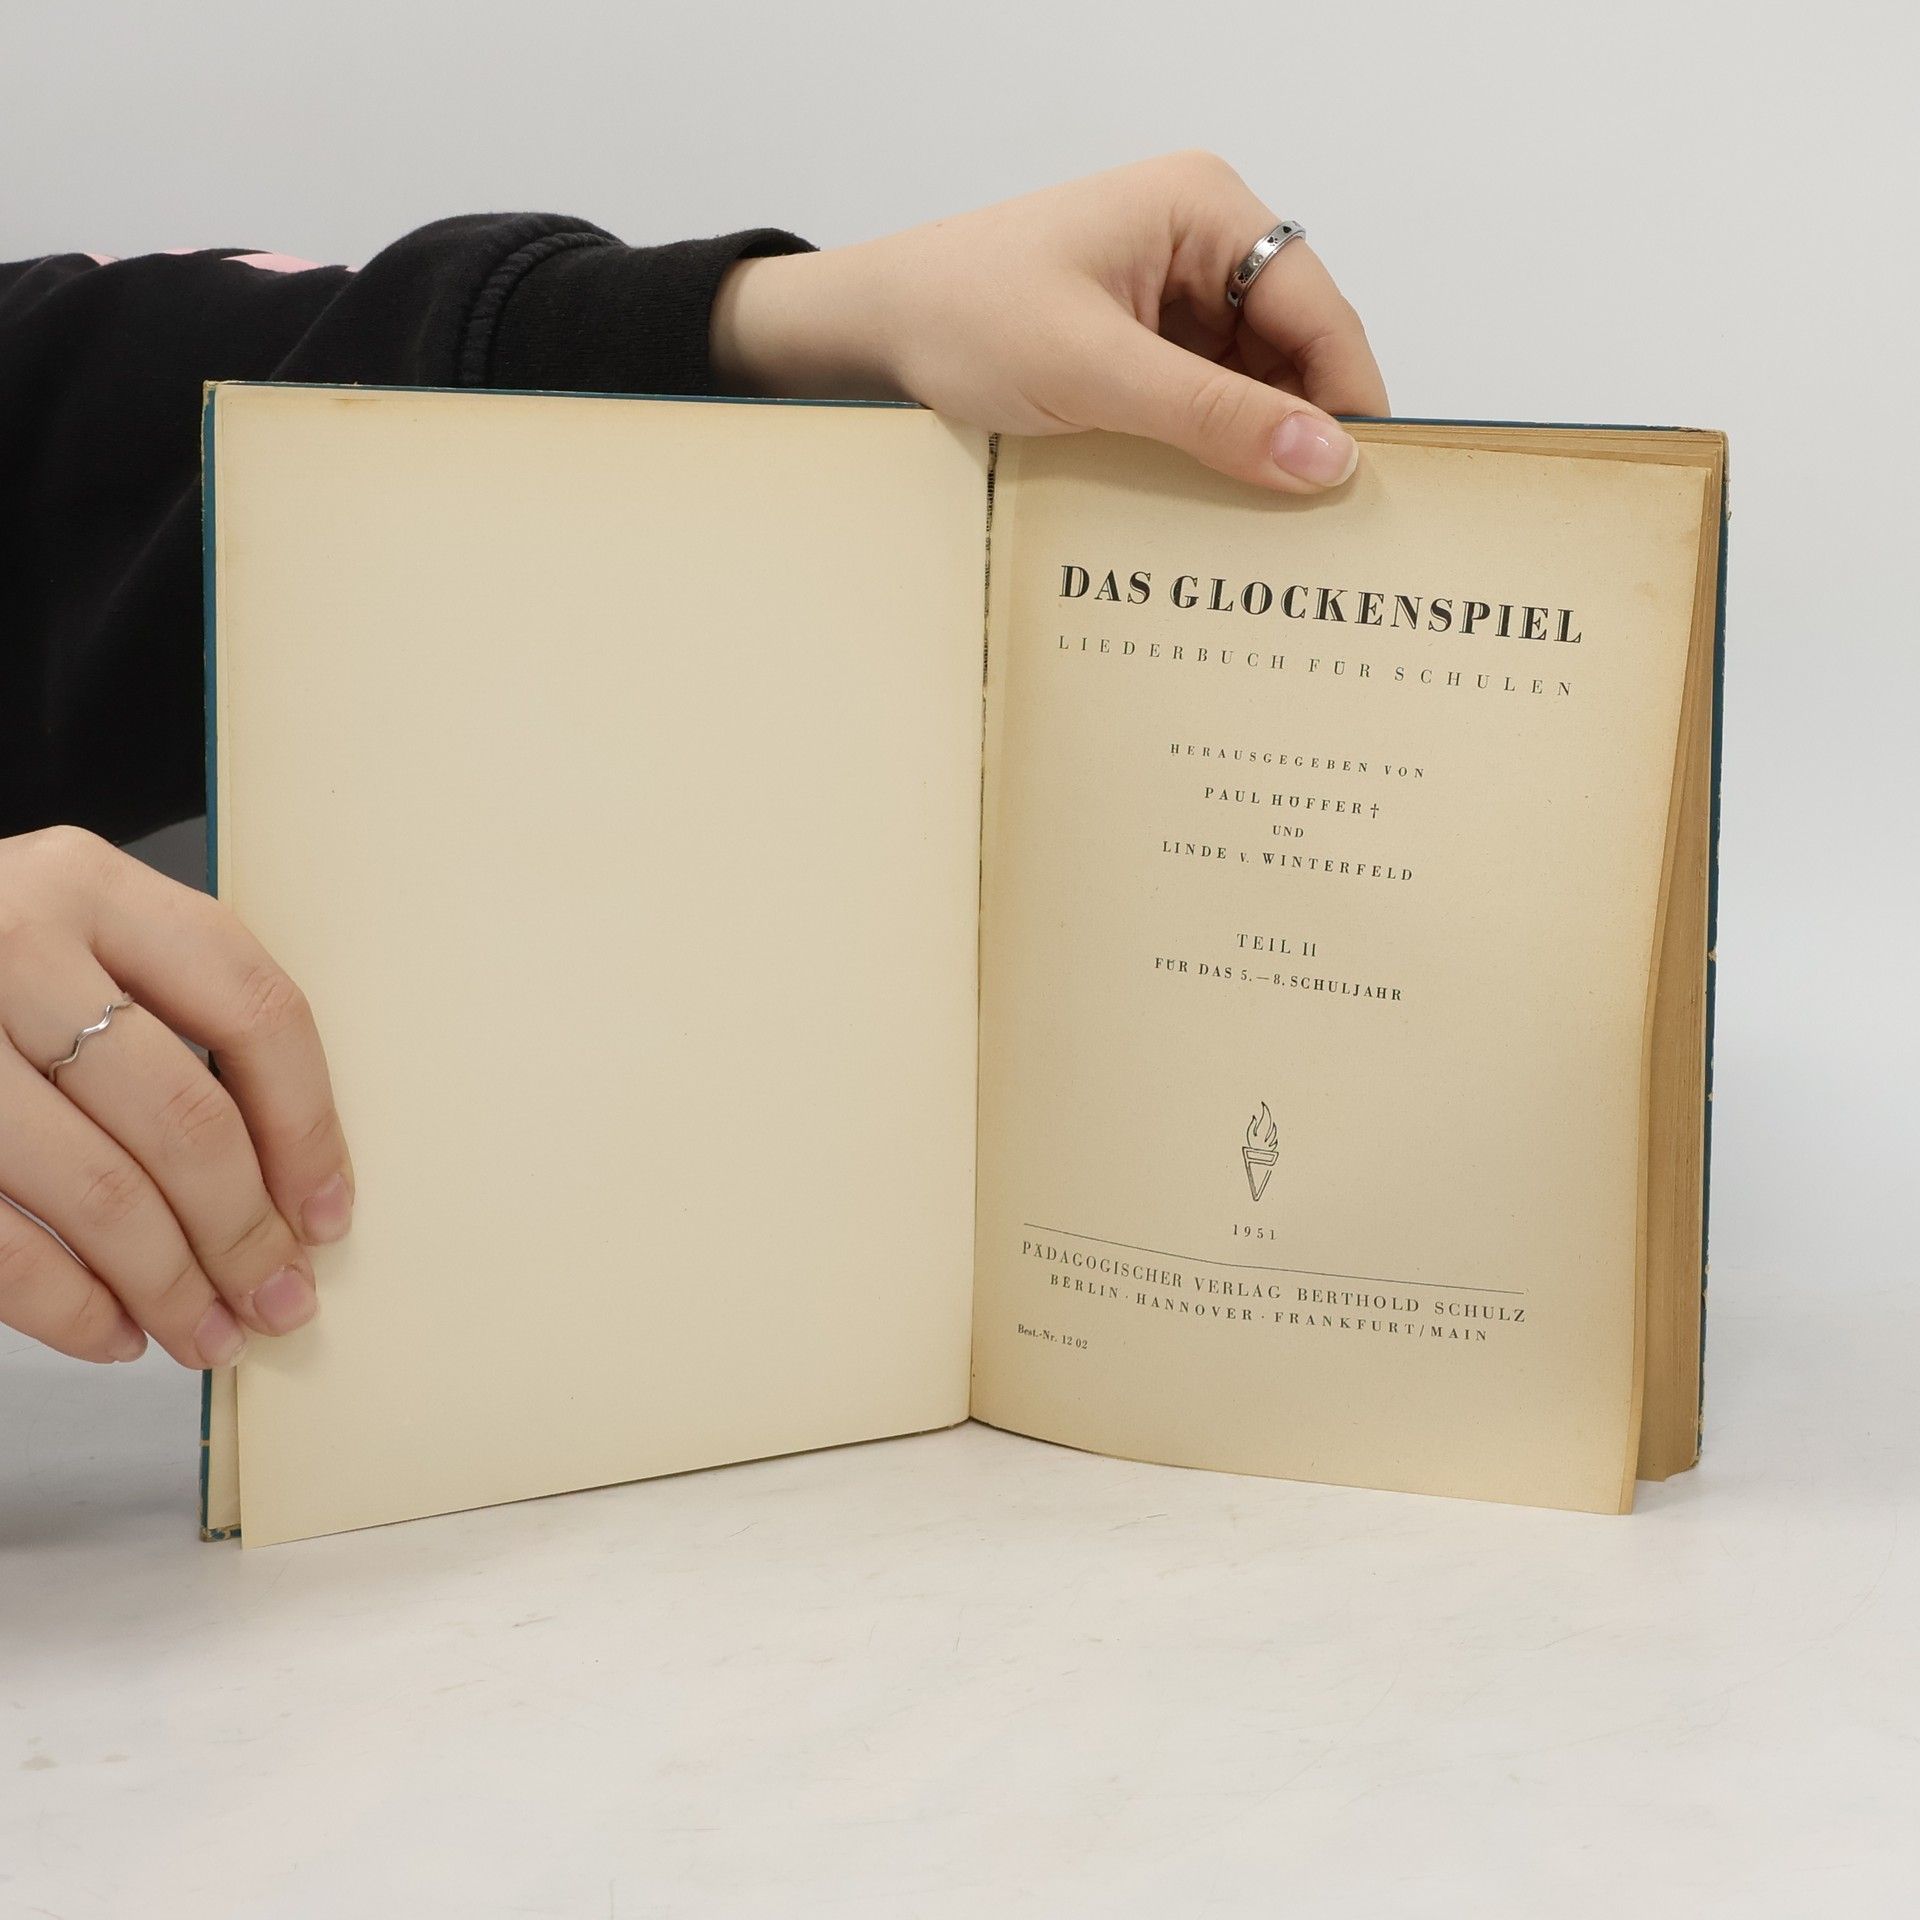 DAS GLOCKENSPIEL
LIEDERBUCH FÜR SCHULEN
HERAUSGEGEBEN VON
PAUL HÖFFER †
UND
LINDE v. WINTERFELD
TEIL II
FÜR DAS 5.—8. SCHULJAHR
1951
PÄDAGOGISCHER VERLAG BERTHOLD SCHULZ
BERLIN · HANNOVER · FRANKFURT/MAIN
Best.-Nr. 12 02